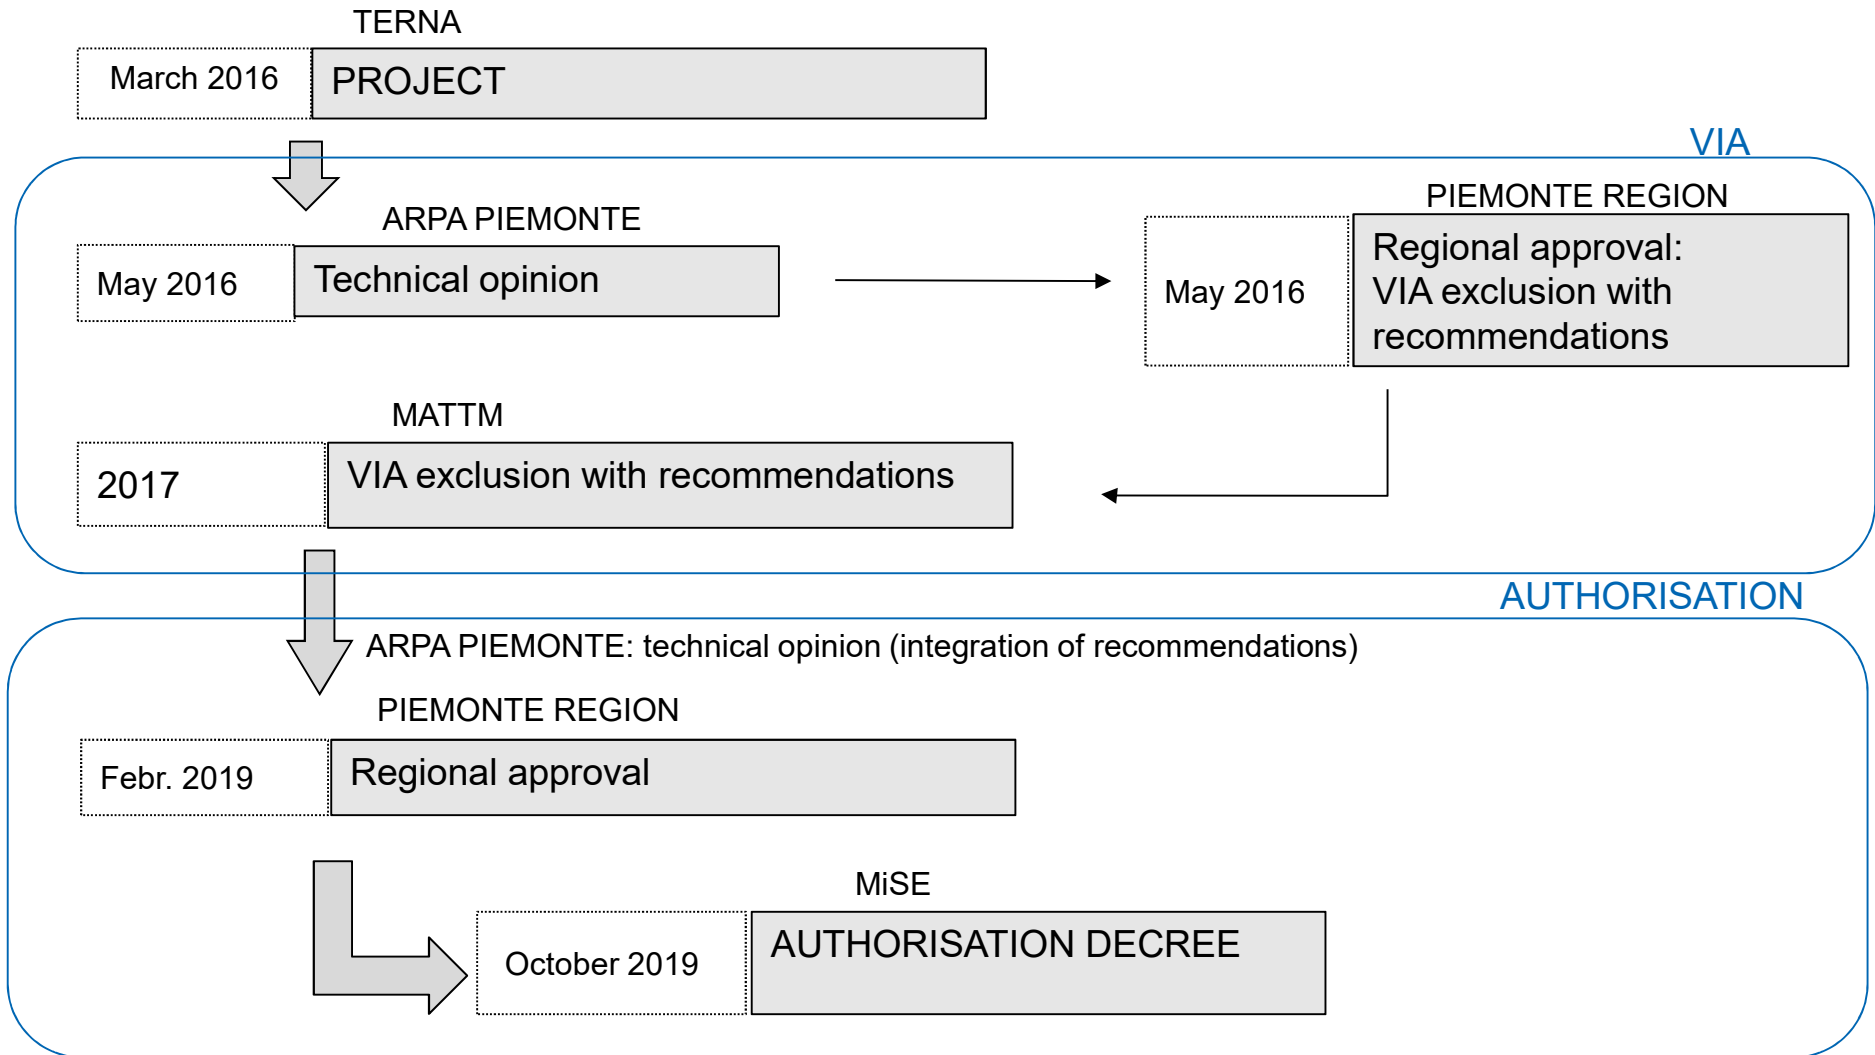 TERNA
March 2016
PROJECT
VIA
ARPA PIEMONTE
May 2016
Technical opinion
PIEMONTE REGION
May 2016
Regional approval:
VIA exclusion with
recommendations
MATTM
2017
VIA exclusion with recommendations
AUTHORISATION
ARPA PIEMONTE: technical opinion (integration of recommendations)
PIEMONTE REGION
Febr. 2019
Regional approval
MiSE
October 2019
AUTHORISATION DECREE